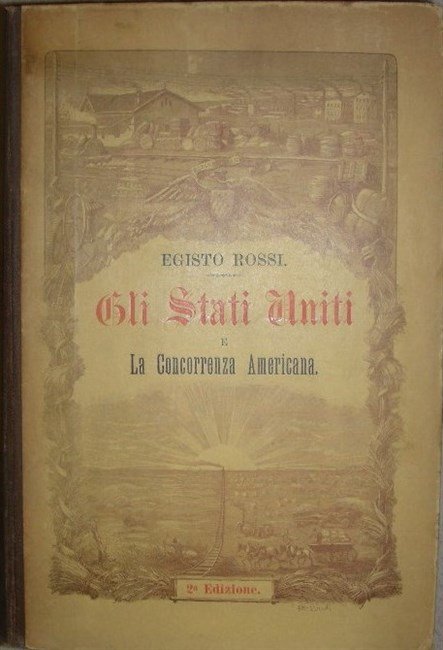 EGISTO ROSSI.
Gli Stati Uniti
E
La Concorrenza Americana.
2ª Edizione.